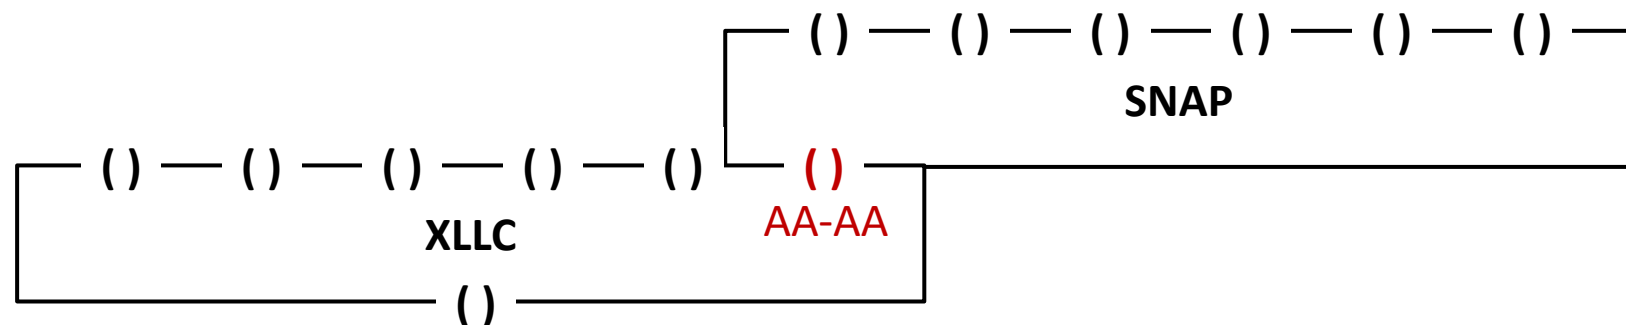 ( ) ( ) ( ) ( ) ( ) ( )
SNAP
( ) ( ) ( ) ( ) ( ) ( )
AA-AA
XLLC
( )